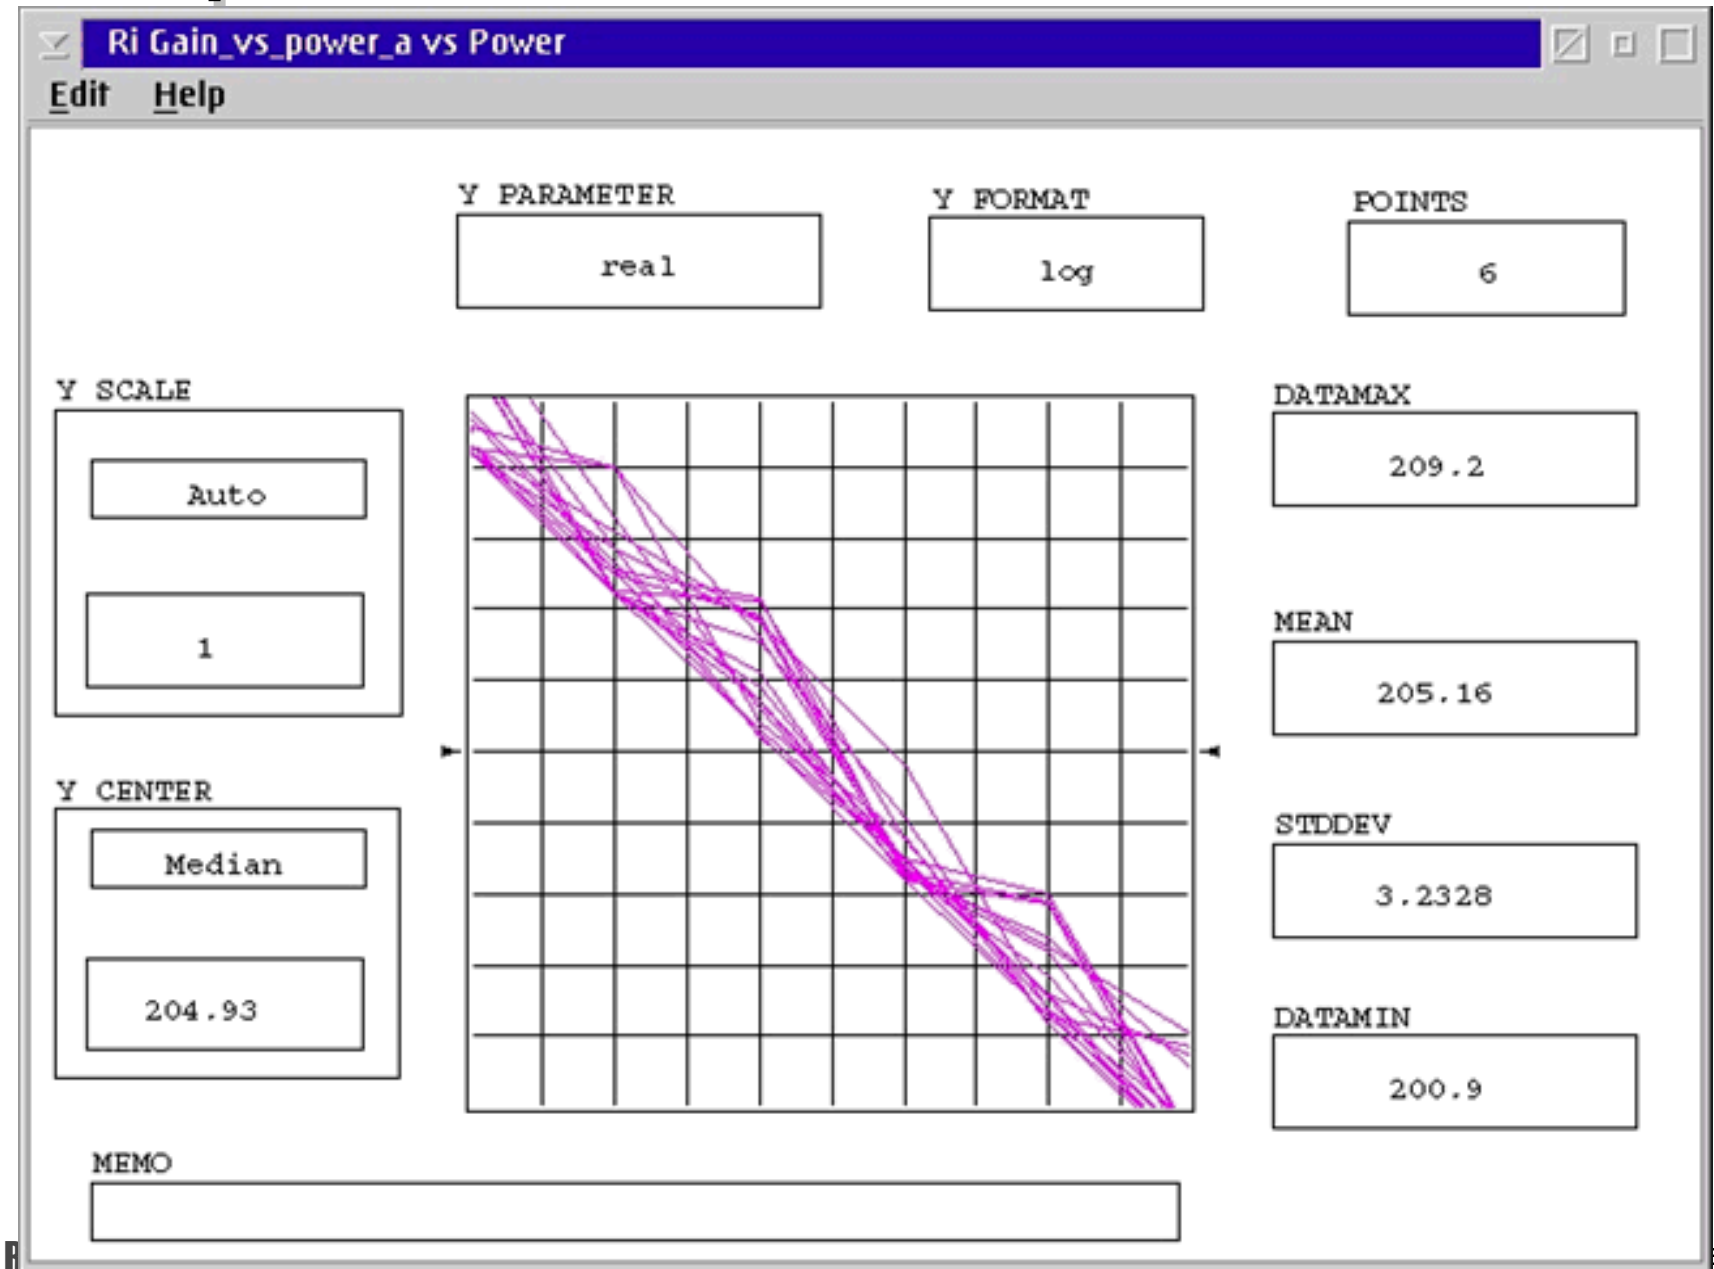 Ri Gain_vs_power_a vs Power
Edit Help
Y PARAMETER
real
Y FORMAT
log
POINTS
6
Y SCALE
Auto
1
Y CENTER
Median
204.93
DATAMAX
209.2
MEAN
205.16
STDDEV
3.2328
DATAMIN
200.9
MEMO